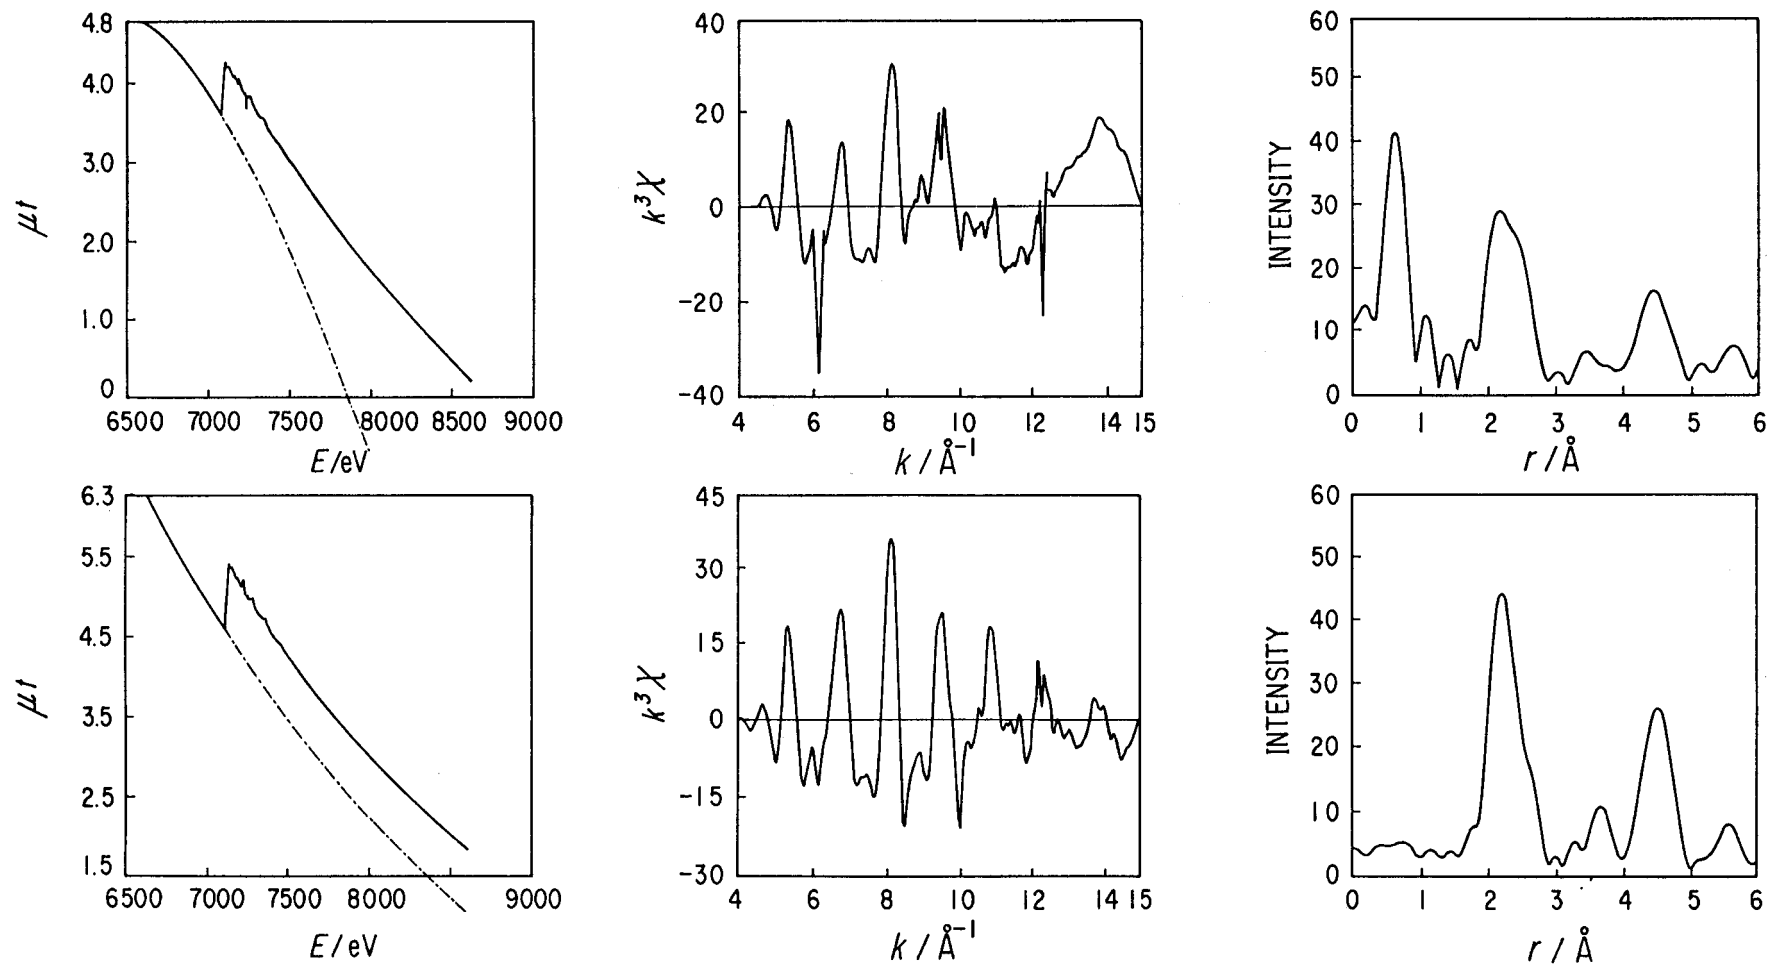 4.8
4.0
3.0
2.0
1.0
0
μt
6500 7000 7500 8000 8500 9000
E/eV
40
20
0
-20
-40
k³χ
4 6 8 10 12 14 15
k / Å⁻¹
60
50
40
30
20
10
0
INTENSITY
0 1 2 3 4 5 6
r / Å
6.3
5.5
4.5
3.5
2.5
1.5
μt
6500 7000 7500 8000 9000
E/eV
45
30
15
0
-15
-30
k³χ
4 6 8 10 12 14 15
k / Å⁻¹
60
50
40
30
20
10
0
INTENSITY
0 1 2 3 4 5 6
r / Å